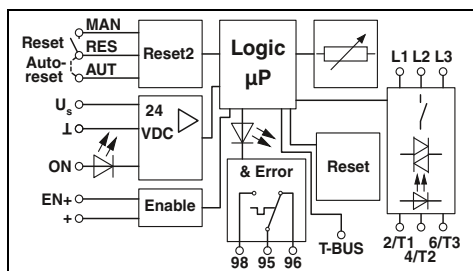 MAN
Reset
RES
Auto-
reset
AUT
Reset2
Logic
µP
L1 L2 L3
Us
⊥
ON
24
VDC
EN+
+
Enable
& Error
Reset
98 95 96
T-BUS
2/T1 6/T3
4/T2